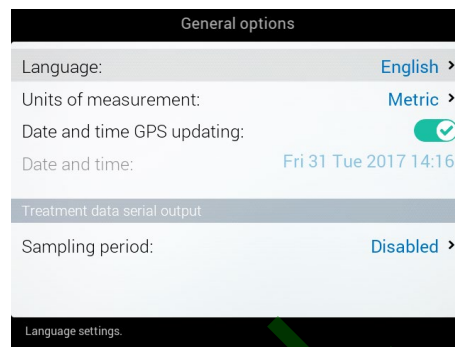 General options
Language: English
Units of measurement: Metric
Date and time GPS updating:
Date and time: Fri 31 Tue 2017 14:16
Treatment data serial output
Sampling period: Disabled
Language settings.